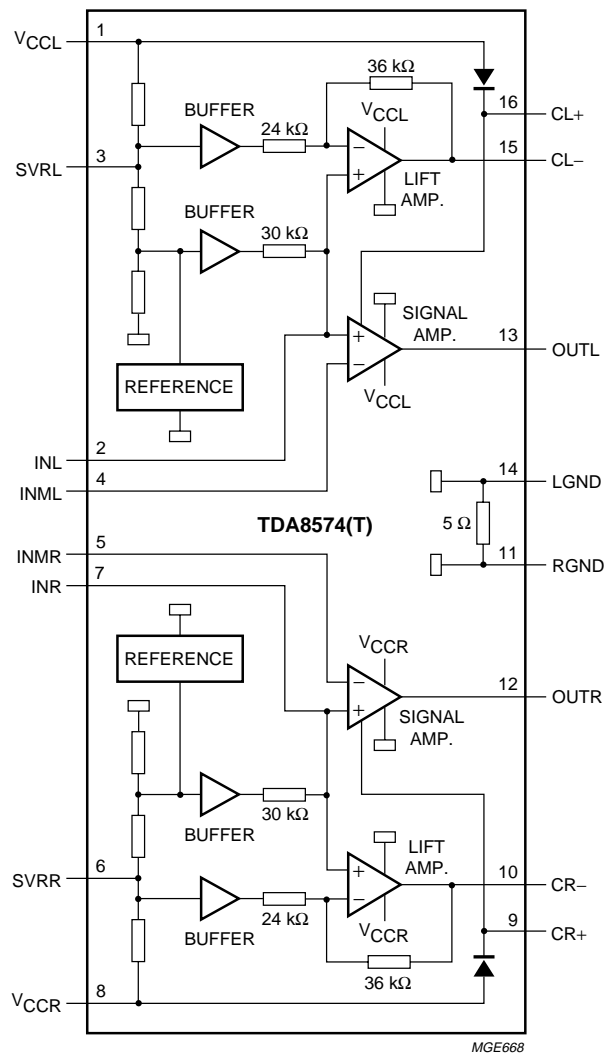 VCCL 1
36 kΩ
16 CL+
BUFFER
VCCL
24 kΩ
15 CL−
SVRL 3
−
+
LIFT
AMP.
BUFFER
30 kΩ
SIGNAL
AMP.
+
−
13 OUTL
REFERENCE
VCCL
INL 2
INML 4
14 LGND
TDA8574(T)
5 Ω
INMR 5
11 RGND
INR 7
REFERENCE
VCCR
−
+
12 OUTR
SIGNAL
AMP.
30 kΩ
BUFFER
LIFT
AMP.
SVRR 6
+
−
10 CR−
24 kΩ
BUFFER
VCCR
9 CR+
36 kΩ
VCCR 8
MGE668